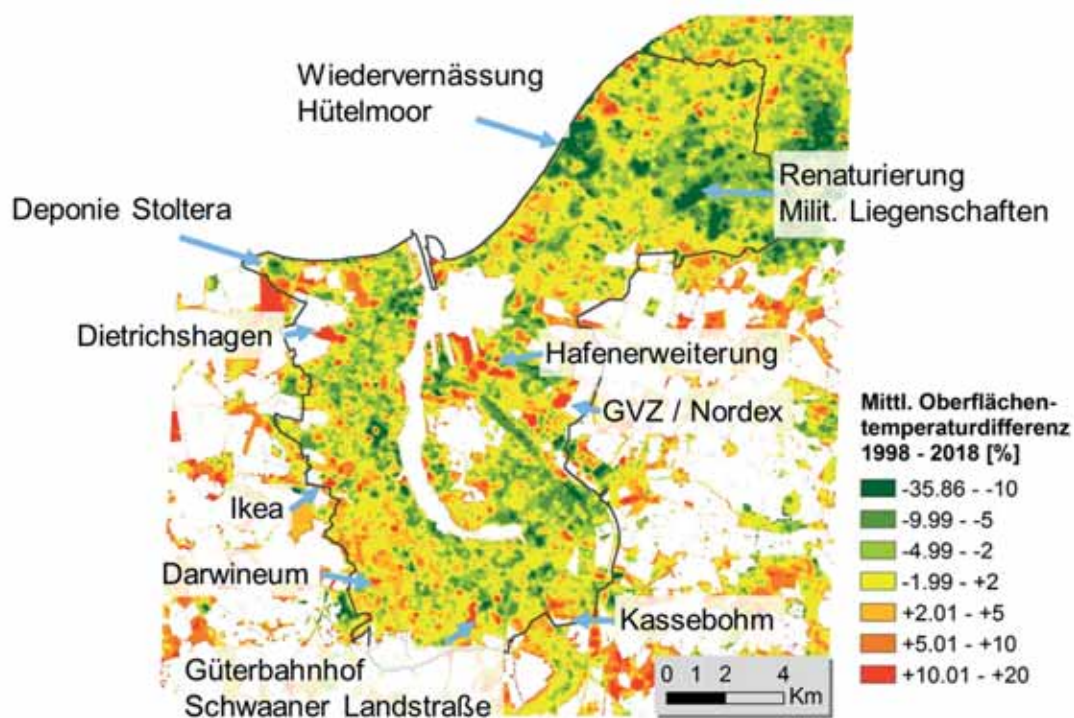 Wiedervernässung
Hütelmoor
Renaturierung
Milit. Liegenschaften
Deponie Stoltera
Dietrichshagen
Hafenerweiterung
GVZ / Nordex
Mittl. Oberflächen-
temperaturdifferenz
1998 - 2018 [%]
-35.86 - -10
-9.99 - -5
-4.99 - -2
-1.99 - +2
+2.01 - +5
+5.01 - +10
+10.01 - +20
Ikea
Darwineum
Kassebohm
Güterbahnhof
Schwaaner Landstraße
0 1 2 4
Km